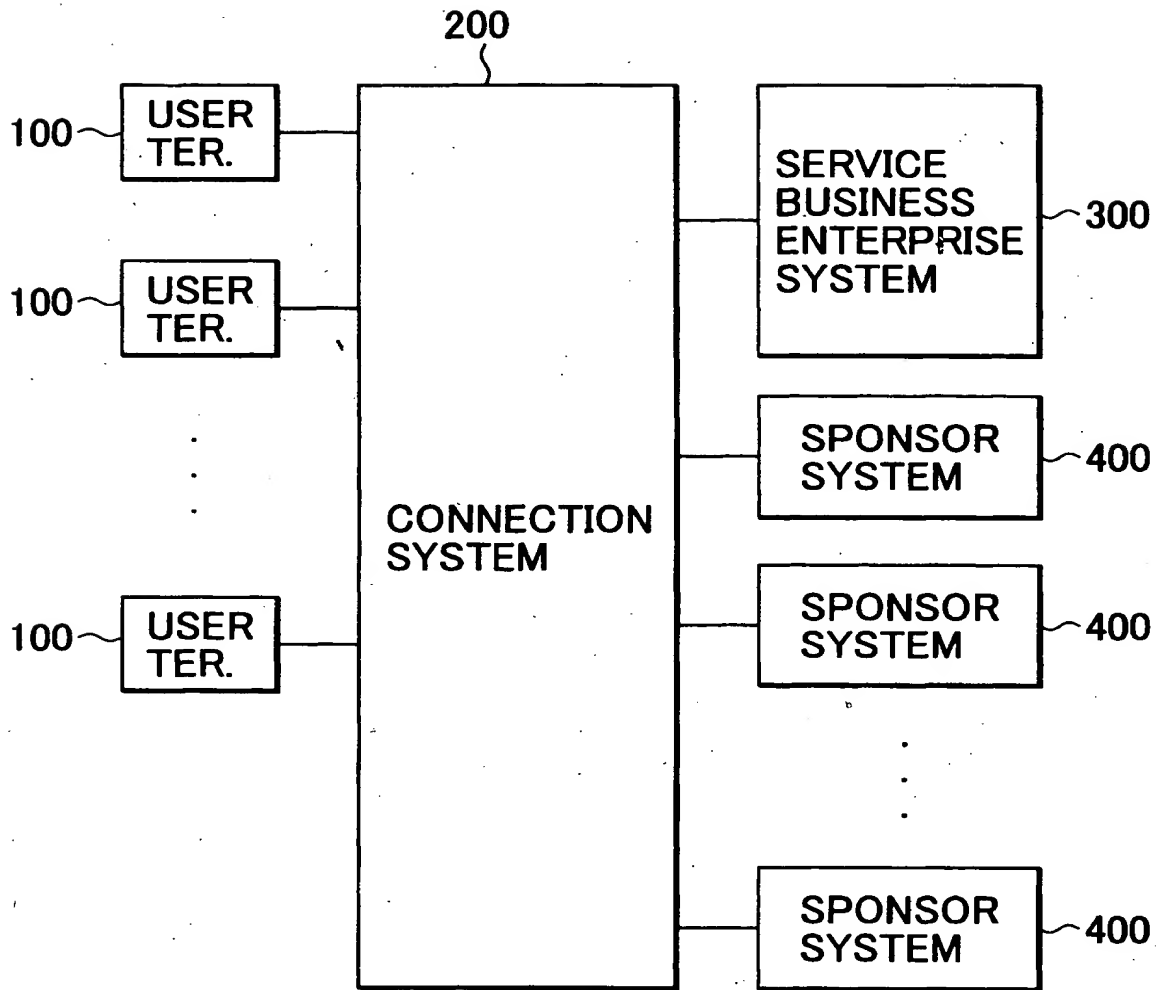 200
100
USER
TER.
100
USER
TER.
100
USER
TER.
CONNECTION
SYSTEM
SERVICE
BUSINESS
ENTERPRISE
SYSTEM
300
SPONSOR
SYSTEM
400
SPONSOR
SYSTEM
400
SPONSOR
SYSTEM
400